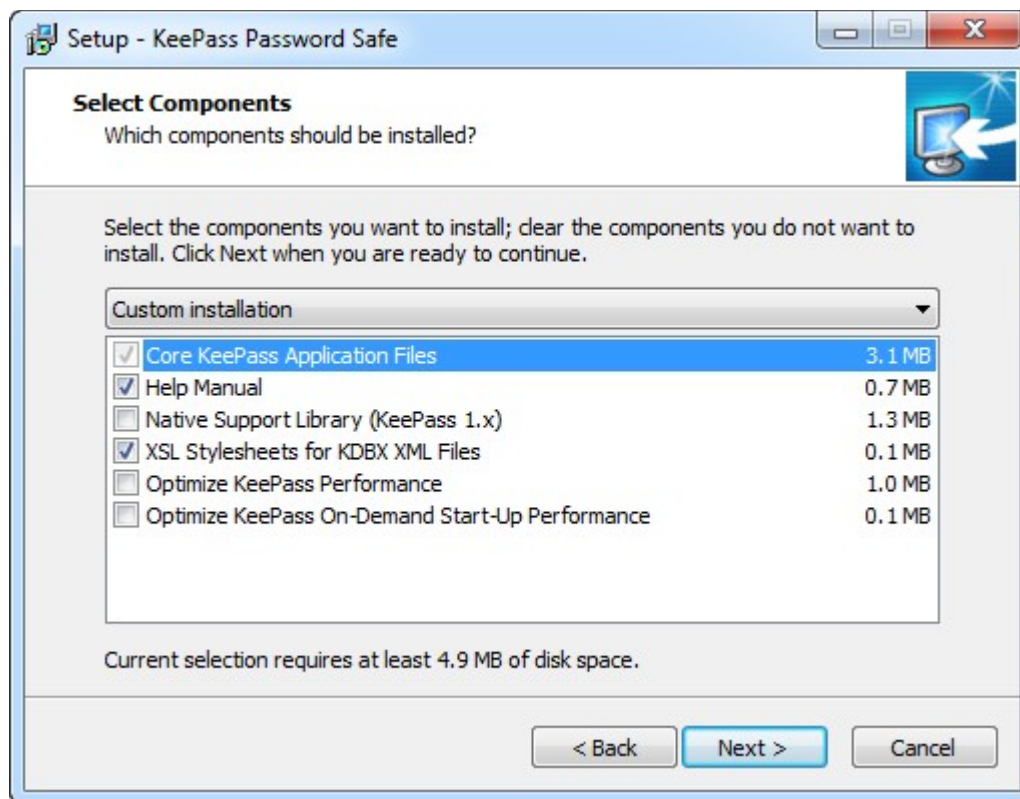 Setup - KeePass Password Safe
Select Components
Which components should be installed?
Select the components you want to install; clear the components you do not want to
install. Click Next when you are ready to continue.
Custom installation
Core KeePass Application Files 3.1 MB
Help Manual 0.7 MB
Native Support Library (KeePass 1.x) 1.3 MB
XSL Stylesheets for KDBX XML Files 0.1 MB
Optimize KeePass Performance 1.0 MB
Optimize KeePass On-Demand Start-Up Performance 0.1 MB
Current selection requires at least 4.9 MB of disk space.
< Back Next > Cancel